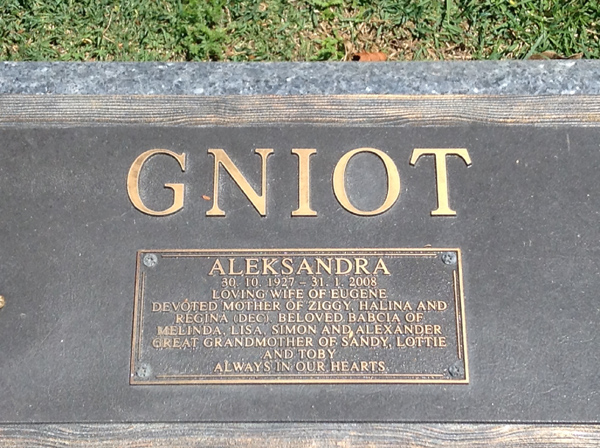 GNIOT
ALEKSANDRA
30. 10. 1927 – 31. 1. 2008
LOVING WIFE OF EUGENE
DEVOTED MOTHER OF ZIGGY, HALINA AND
REGINA (DEC). BELOVED BABCIA OF
MELINDA, LISA, SIMON AND ALEXANDER
GREAT GRANDMOTHER OF SANDY, LOTTIE
AND TOBY
ALWAYS IN OUR HEARTS